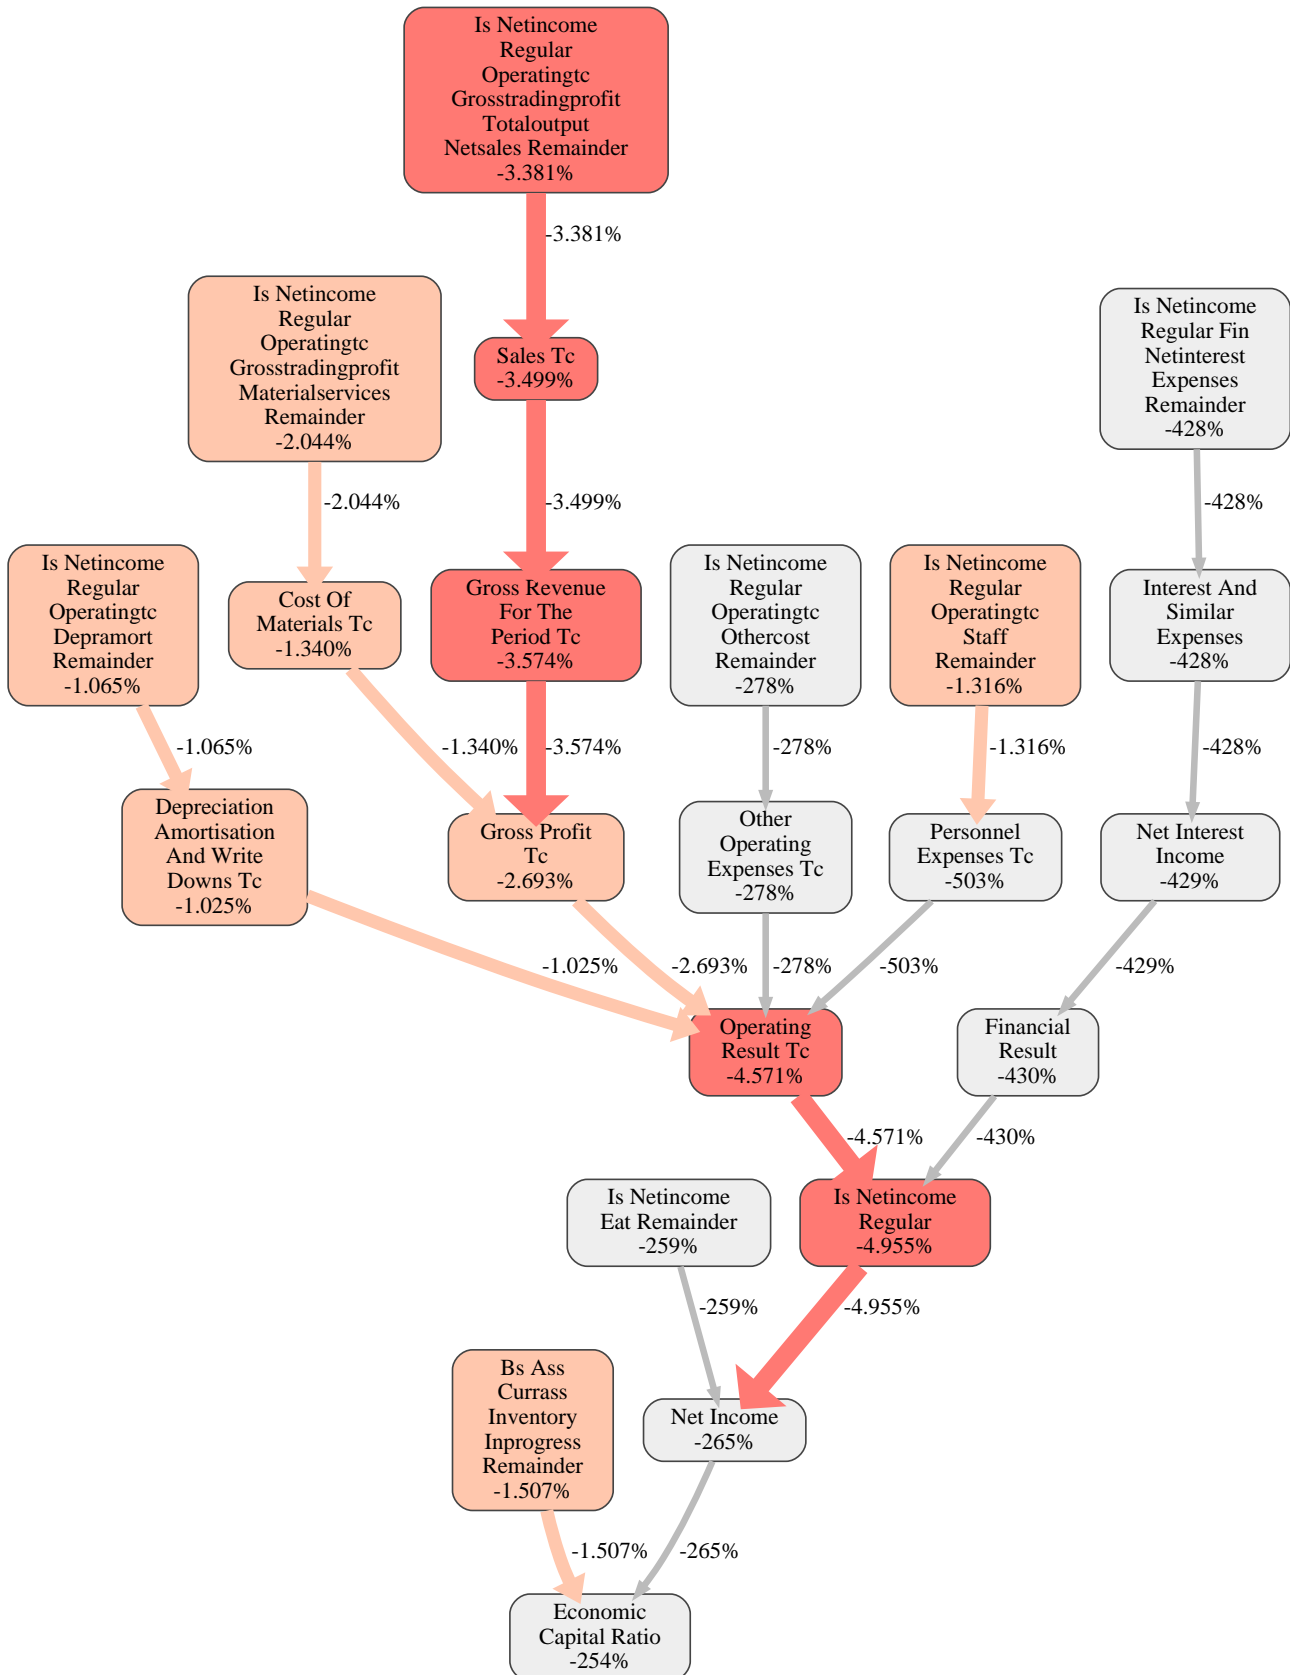 Is Netincome
Regular
Operatingtc
Grosstradingprofit
Totaloutput
Netsales Remainder
-3.381%
-3.381%
Is Netincome
Regular
Operatingtc
Grosstradingprofit
Materialservices
Remainder
-2.044%
Is Netincome
Regular Fin
Netinterest
Expenses
Remainder
-428%
Sales Tc
-3.499%
-2.044%
-3.499%
-428%
Is Netincome
Regular
Operatingtc
Depramort
Remainder
-1.065%
Cost Of
Materials Tc
-1.340%
Gross Revenue
For The
Period Tc
-3.574%
Is Netincome
Regular
Operatingtc
Othercost
Remainder
-278%
Is Netincome
Regular
Operatingtc
Staff
Remainder
-1.316%
Interest And
Similar
Expenses
-428%
-1.065%
-1.340%
-3.574%
-278%
-1.316%
-428%
Depreciation
Amortisation
And Write
Downs Tc
-1.025%
Gross Profit
Tc
-2.693%
Other
Operating
Expenses Tc
-278%
Personnel
Expenses Tc
-503%
Net Interest
Income
-429%
-1.025%
-2.693%
-278%
-503%
-429%
Operating
Result Tc
-4.571%
Financial
Result
-430%
-4.571%
-430%
Is Netincome
Eat Remainder
-259%
Is Netincome
Regular
-4.955%
-259%
-4.955%
Bs Ass
Currass
Inventory
Inprogress
Remainder
-1.507%
Net Income
-265%
-1.507%
-265%
Economic
Capital Ratio
-254%